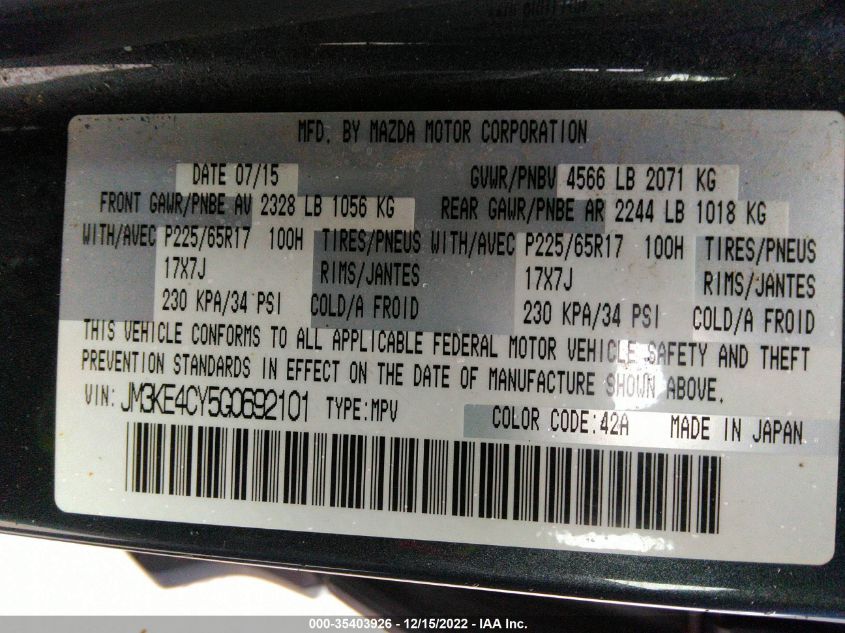 MFD. BY MAZDA MOTOR CORPORATION
DATE 07/15 GVWR/PNBV 4566 LB 2071 KG
FRONT GAWR/PNBE AV 2328 LB 1056 KG REAR GAWR/PNBE AR 2244 LB 1018 KG
WITH/AVEC P225/65R17 100H TIRES/PNEUS WITH/AVEC P225/65R17 100H TIRES/PNEUS
17X7J RIMS/JANTES 17X7J RIMS/JANTES
230 KPA/34 PSI COLD/A FROID 230 KPA/34 PSI COLD/A FROID
THIS VEHICLE CONFORMS TO ALL APPLICABLE FEDERAL MOTOR VEHICLE SAFETY AND THEFT
PREVENTION STANDARDS IN EFFECT ON THE DATE OF MANUFACTURE SHOWN ABOVE.
VIN: JM3KE4CY5G0692101 TYPE:MPV COLOR CODE:42A MADE IN JAPAN
000-35403926 - 12/15/2022 - IAA Inc.